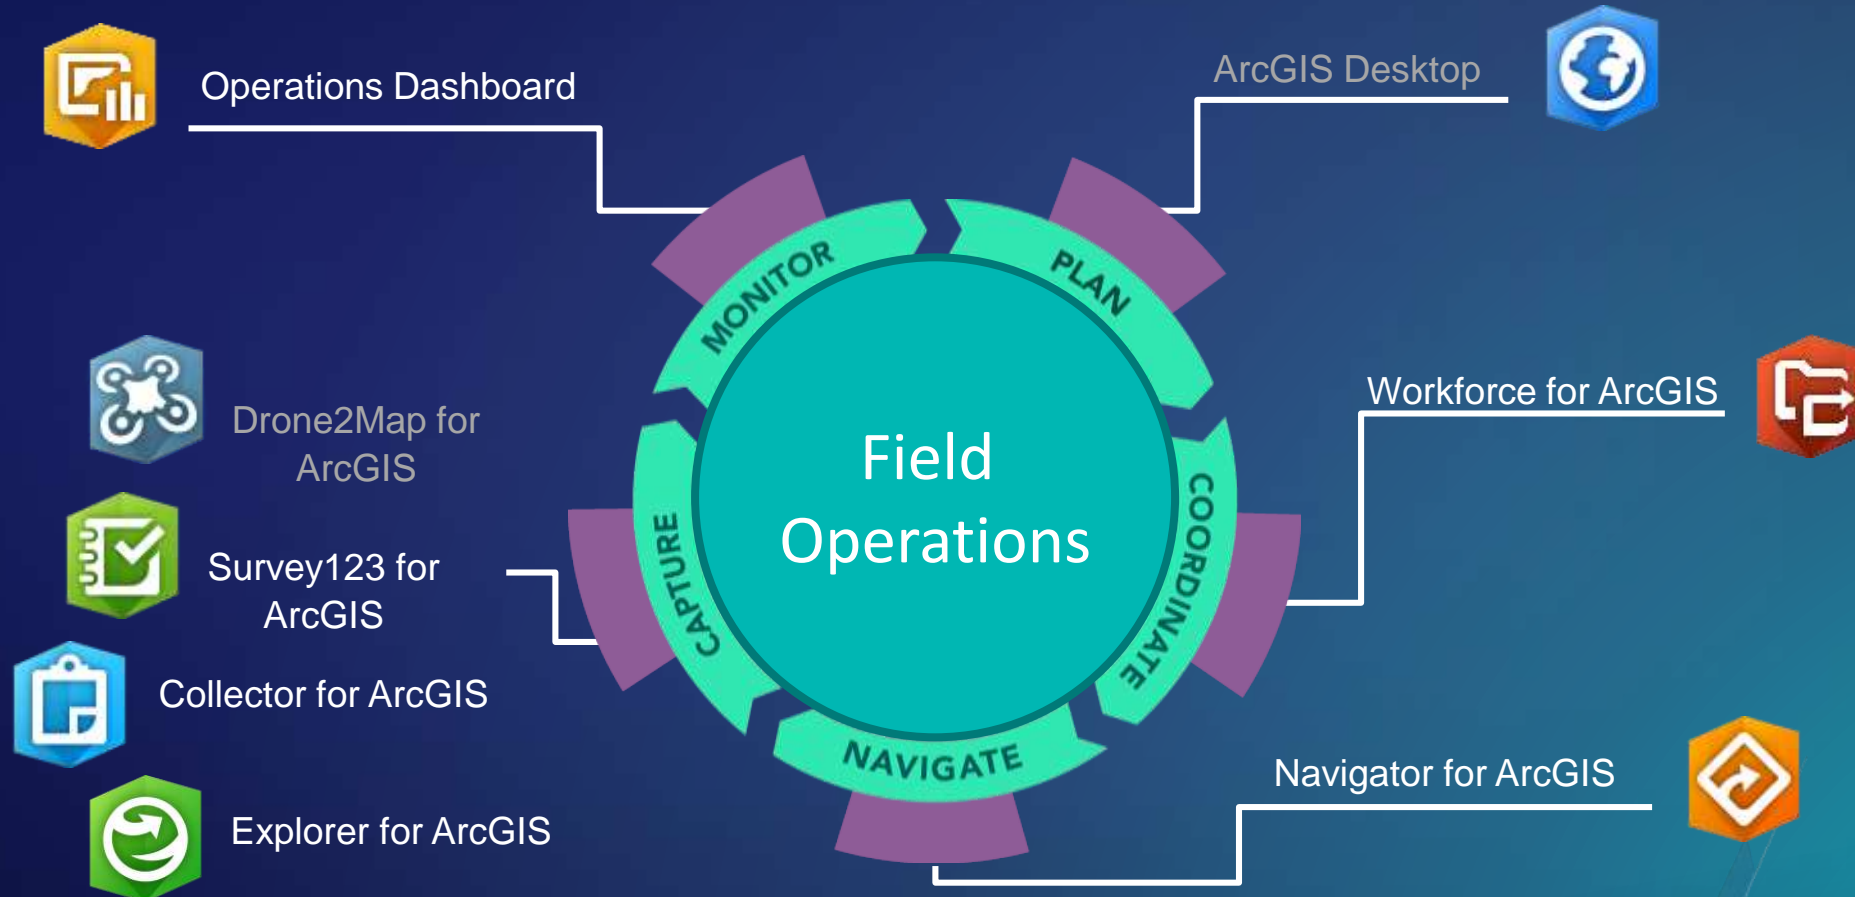 Operations Dashboard
ArcGIS Desktop
MONITOR
PLAN
Drone2Map for
ArcGIS
Workforce for ArcGIS
Field
Operations
COORDINATE
CAPTURE
Survey123 for
ArcGIS
Collector for ArcGIS
NAVIGATE
Navigator for ArcGIS
Explorer for ArcGIS